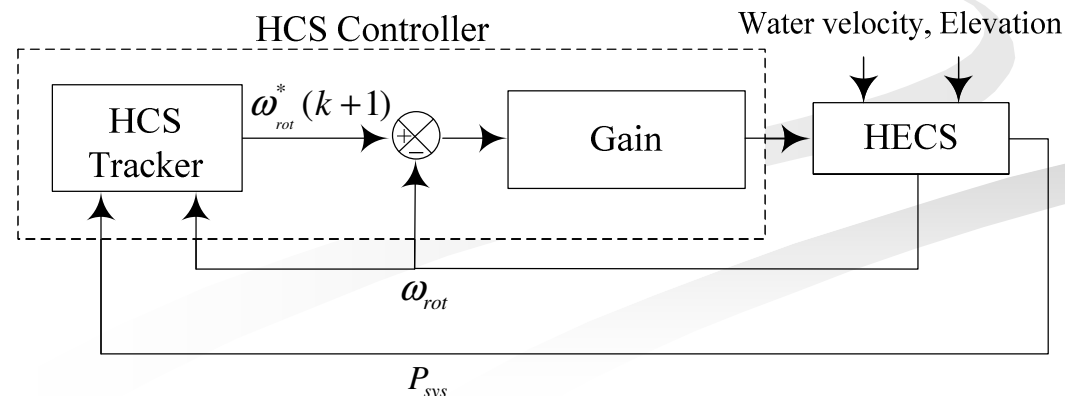 Water velocity, Elevation
HCS Controller
HCS
Tracker
ω*rot (k+1)
+
−
Gain
HECS
ωrot
Psys